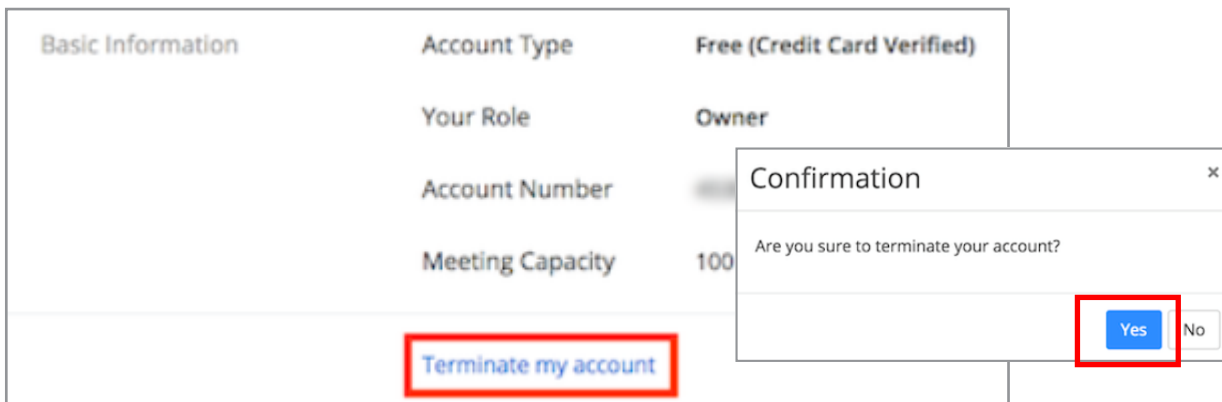 Basic Information
Account Type Free (Credit Card Verified)
Your Role Owner
Account Number
Meeting Capacity 100
Terminate my account
Confirmation ×
Are you sure to terminate your account?
Yes No